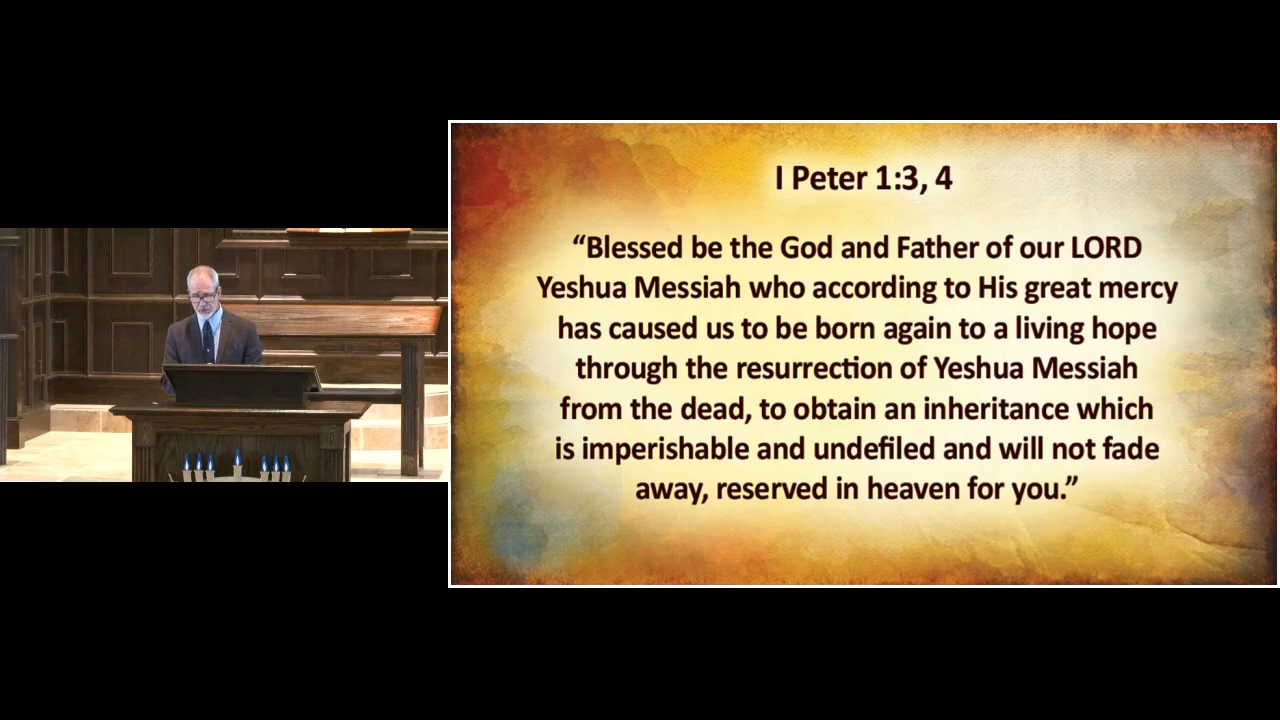 I Peter 1:3, 4
“Blessed be the God and Father of our LORD
Yeshua Messiah who according to His great mercy
has caused us to be born again to a living hope
through the resurrection of Yeshua Messiah
from the dead, to obtain an inheritance which
is imperishable and undefiled and will not fade
away, reserved in heaven for you.”